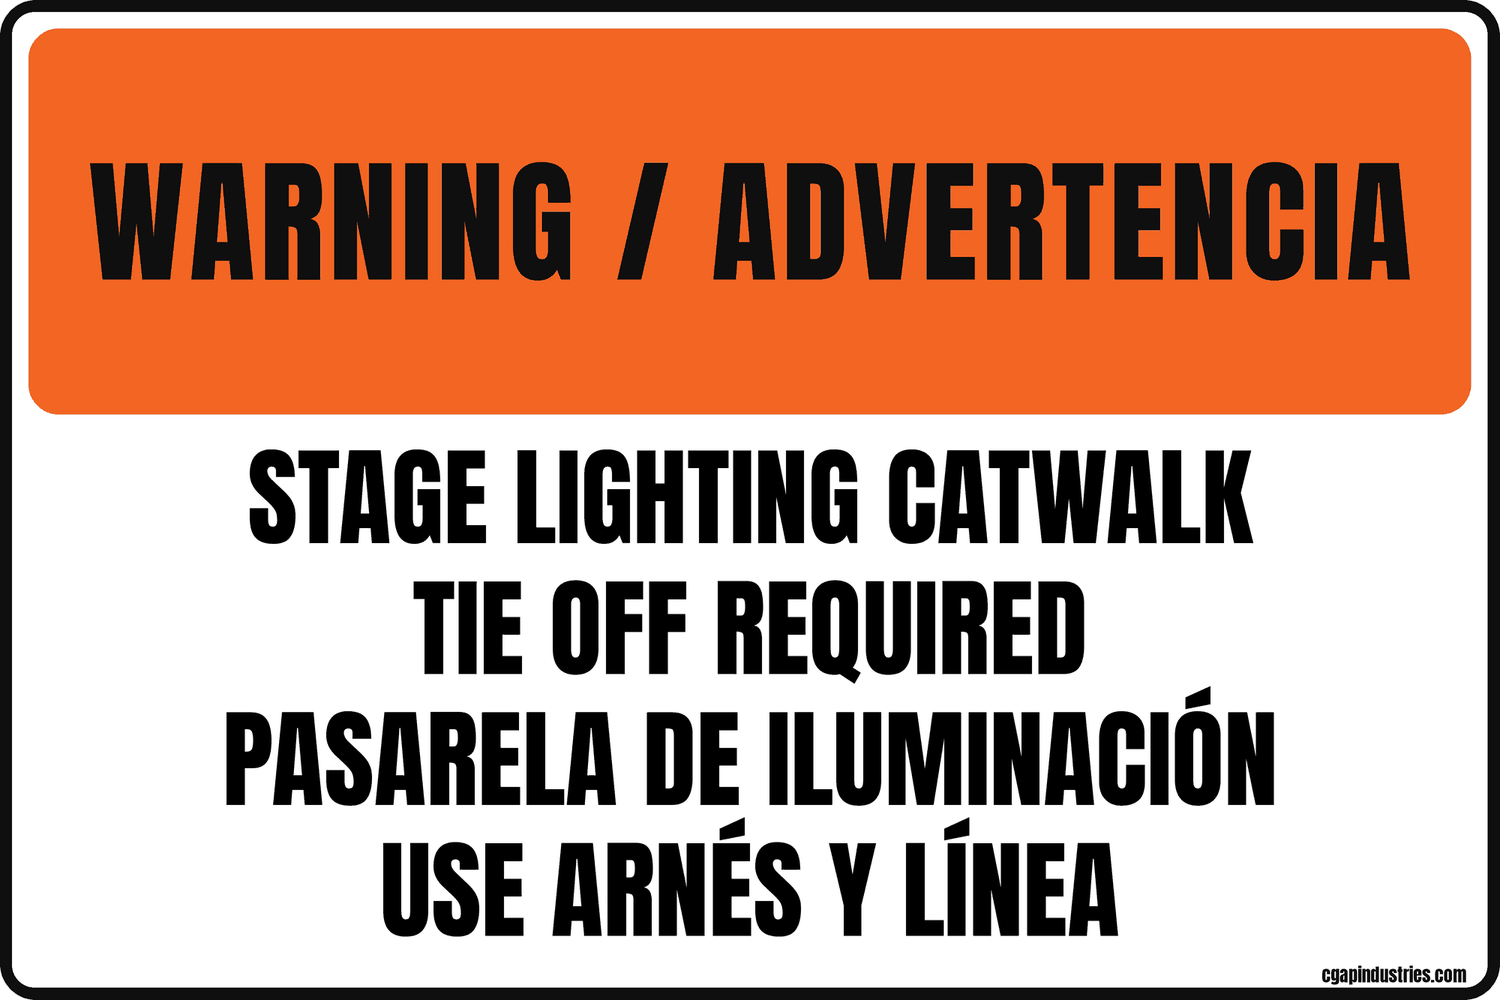 WARNING / ADVERTENCIA
STAGE LIGHTING CATWALK
TIE OFF REQUIRED
PASARELA DE ILUMINACIÓN
USE ARNÉS Y LÍNEA
cgapindustries.com